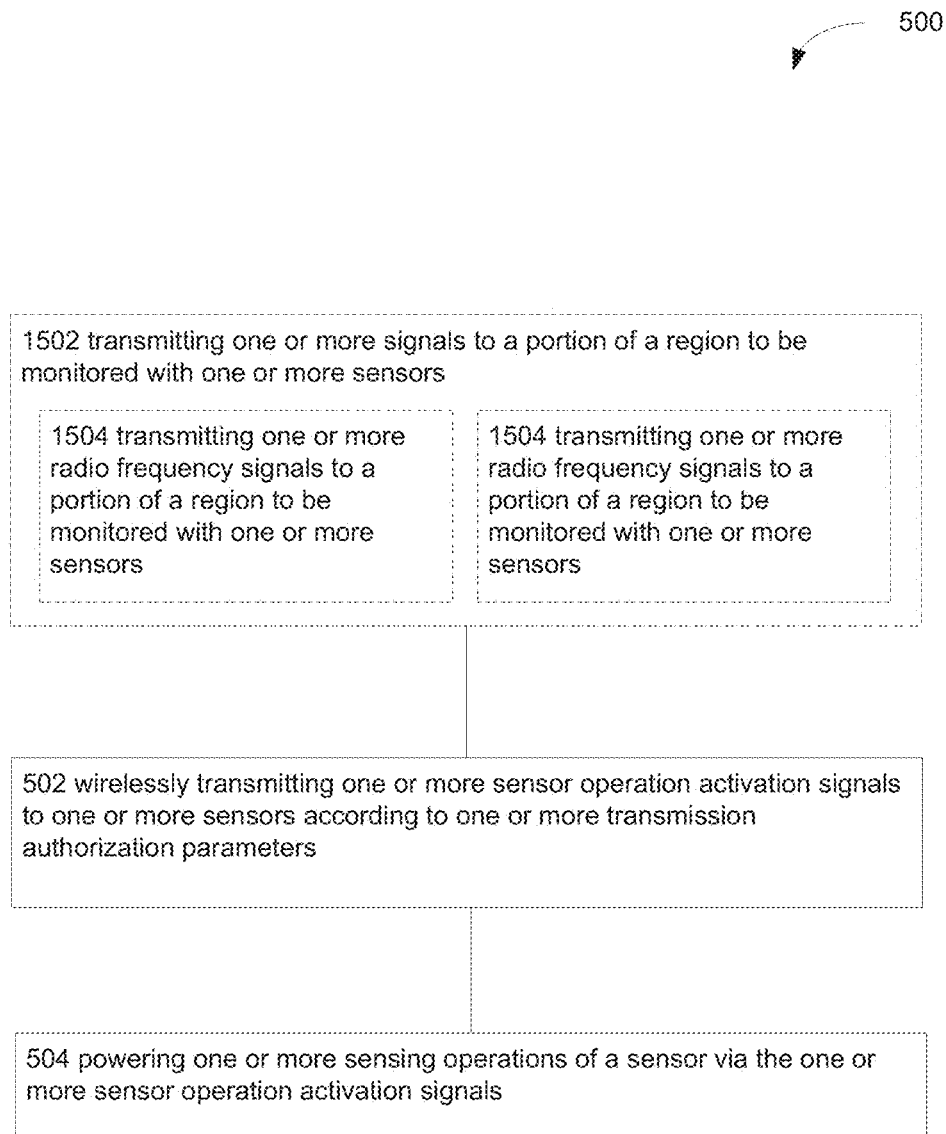 500
1502 transmitting one or more signals to a portion of a region to be
monitored with one or more sensors
1504 transmitting one or more
radio frequency signals to a
portion of a region to be
monitored with one or more
sensors
1504 transmitting one or more
radio frequency signals to a
portion of a region to be
monitored with one or more
sensors
502 wirelessly transmitting one or more sensor operation activation signals
to one or more sensors according to one or more transmission
authorization parameters
504 powering one or more sensing operations of a sensor via the one or
more sensor operation activation signals